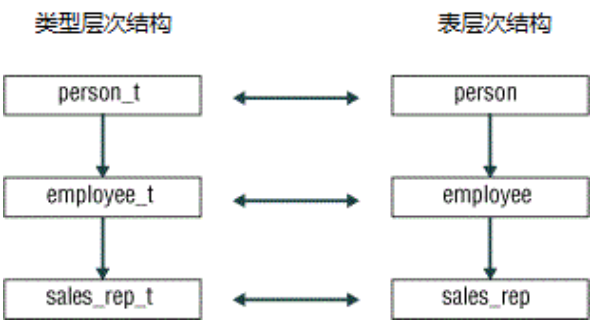 类型层次结构 表层次结构
person_t person
employee_t employee
sales_rep_t sales_rep